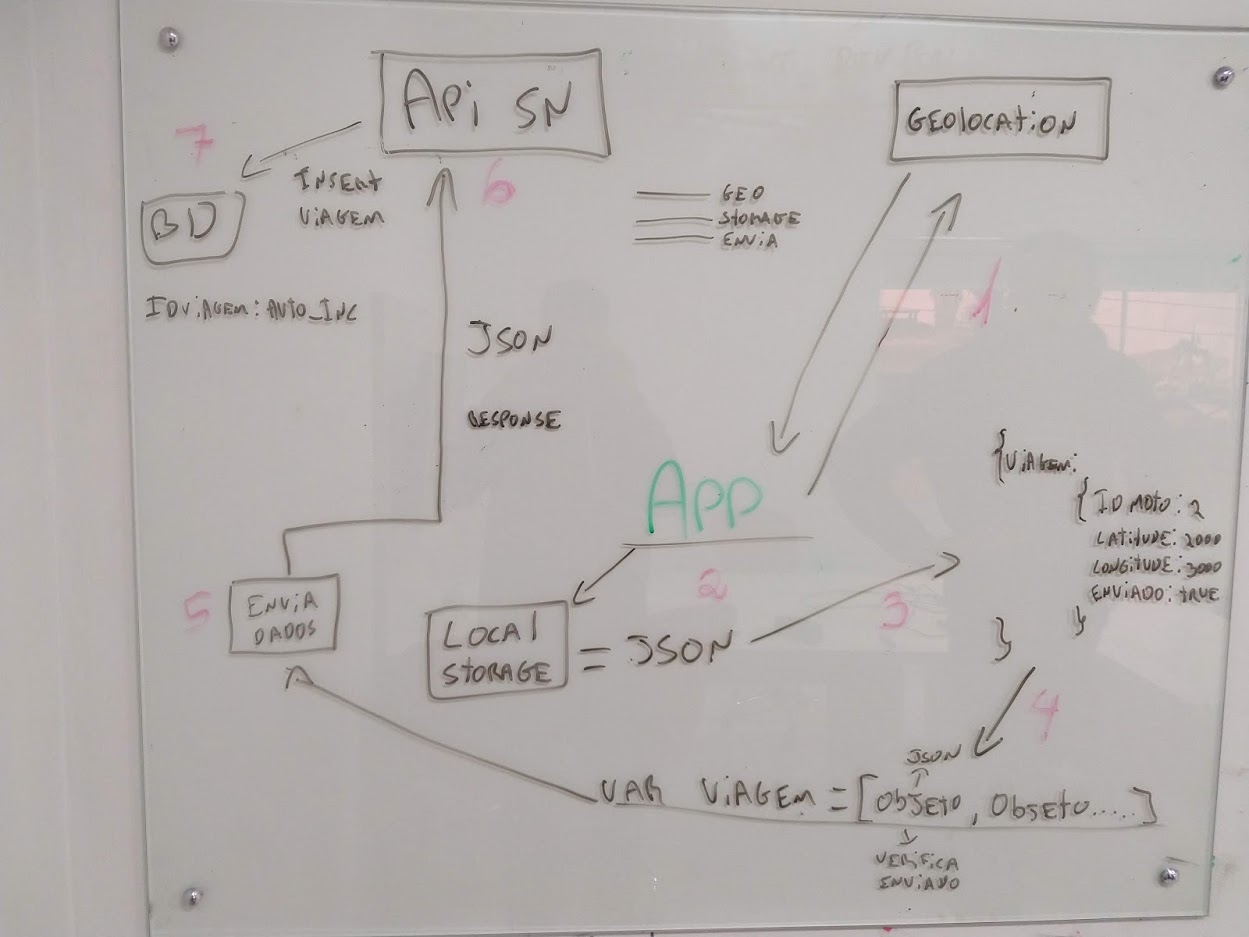 Api SN
GEOlOCAtiON
7
6
INSERt
ViAGEM
BD
GEO
StORAGE
ENViA
1
IDViAGEM: AUTO_INC
JSON
RESPONSE
App
{ViAGEM:
{ID MOTO: 2
LAtitUDE: 2000
LONGitUDE: 3000
ENViADO: tRUE
}
}
2
3
5
ENViA
DADOS
LOCAl
StORAGE
= JSON
4
JSON
VAR ViAGEM = [ObJEtO, ObJEtO.....]
VERiFiCA
ENViADO